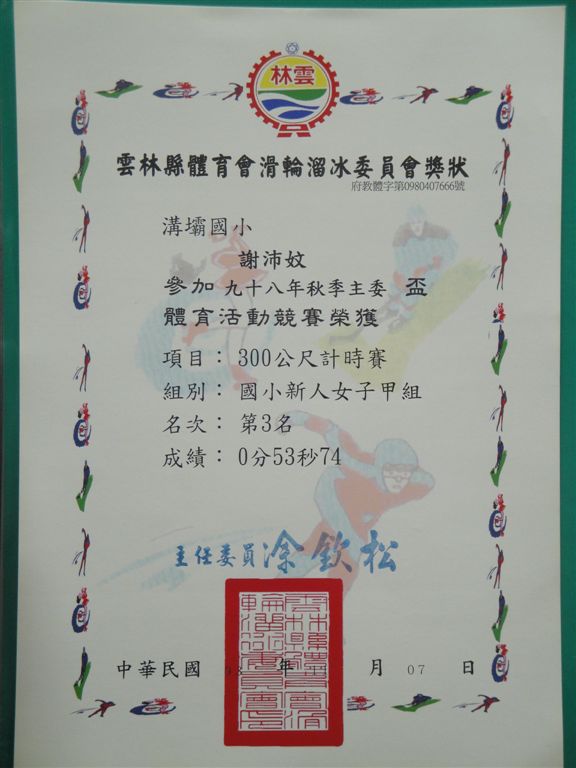 雲林
雲林縣體育會滑輪溜冰委員會獎狀
府教體字第0980407666號
溝壩國小
謝沛妏
參加九十八年秋季主委 盃
體育活動競賽榮獲
項目：300公尺計時賽
組別：國小新人女子甲組
名次：第3名
成績：0分53秒74
主任委員涂欽松
中華民國 年 月 07 日